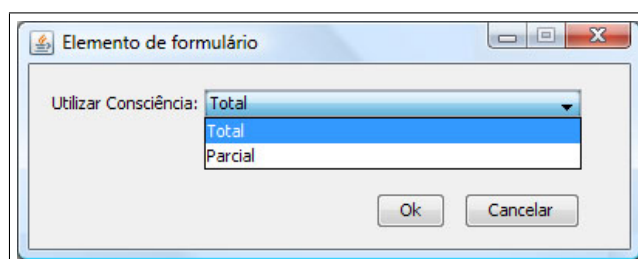 Elemento de formulário
Utilizar Consciência: Total
Total
Parcial
Ok Cancelar